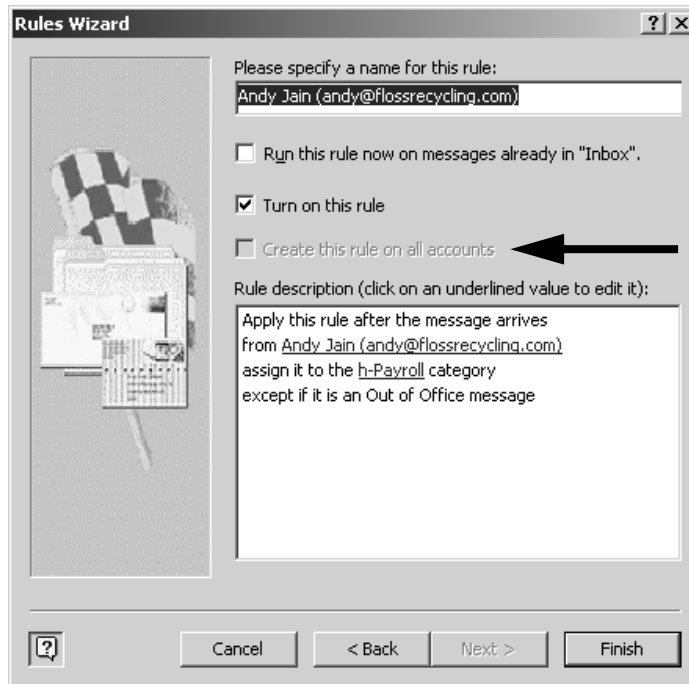 Rules Wizard
Please specify a name for this rule:
Andy Jain (andy@flossrecycling.com)
Run this rule now on messages already in "Inbox".
Turn on this rule
Create this rule on all accounts
Rule description (click on an underlined value to edit it):
Apply this rule after the message arrives
from Andy Jain (andy@flossrecycling.com)
assign it to the h-Payroll category
except if it is an Out of Office message
Cancel
< Back
Next >
Finish